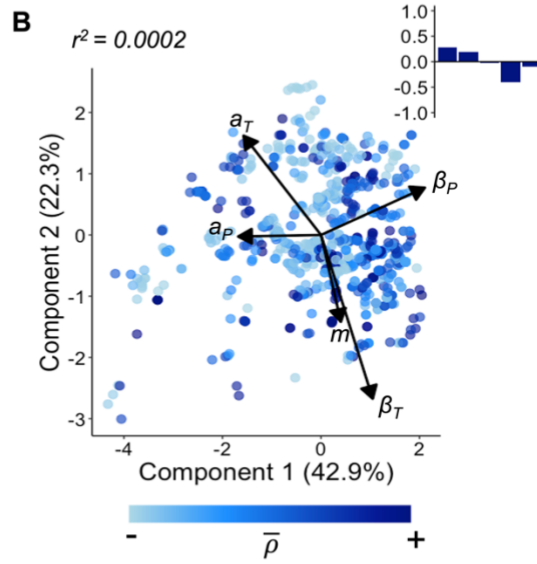 B
r² = 0.0002
1.0
0.5
0.0
-0.5
-1.0
Component 2 (22.3%)
2
1
0
-1
-2
-3
a_T
β_P
a_P
m
β_T
-4
-2
0
2
Component 1 (42.9%)
- ρ̅ +